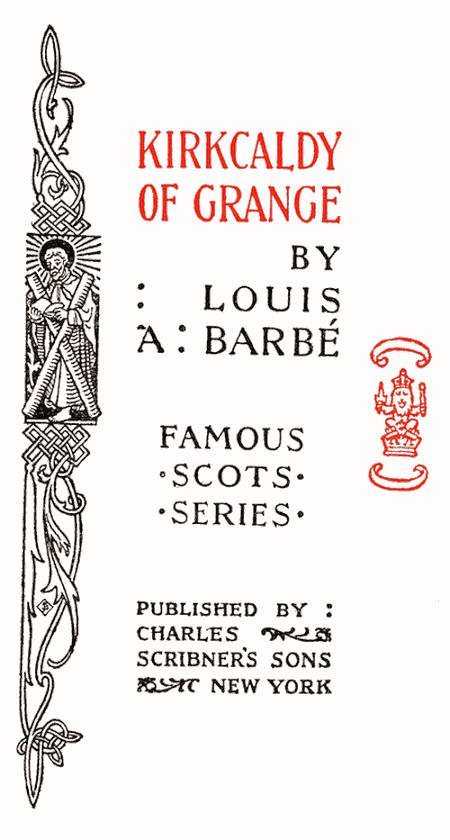 KIRKCALDY
OF GRANGE
BY
: LOUIS
A : BARBÉ
FAMOUS
·SCOTS·
·SERIES·
PUBLISHED BY :
CHARLES
SCRIBNER'S SONS
NEW YORK